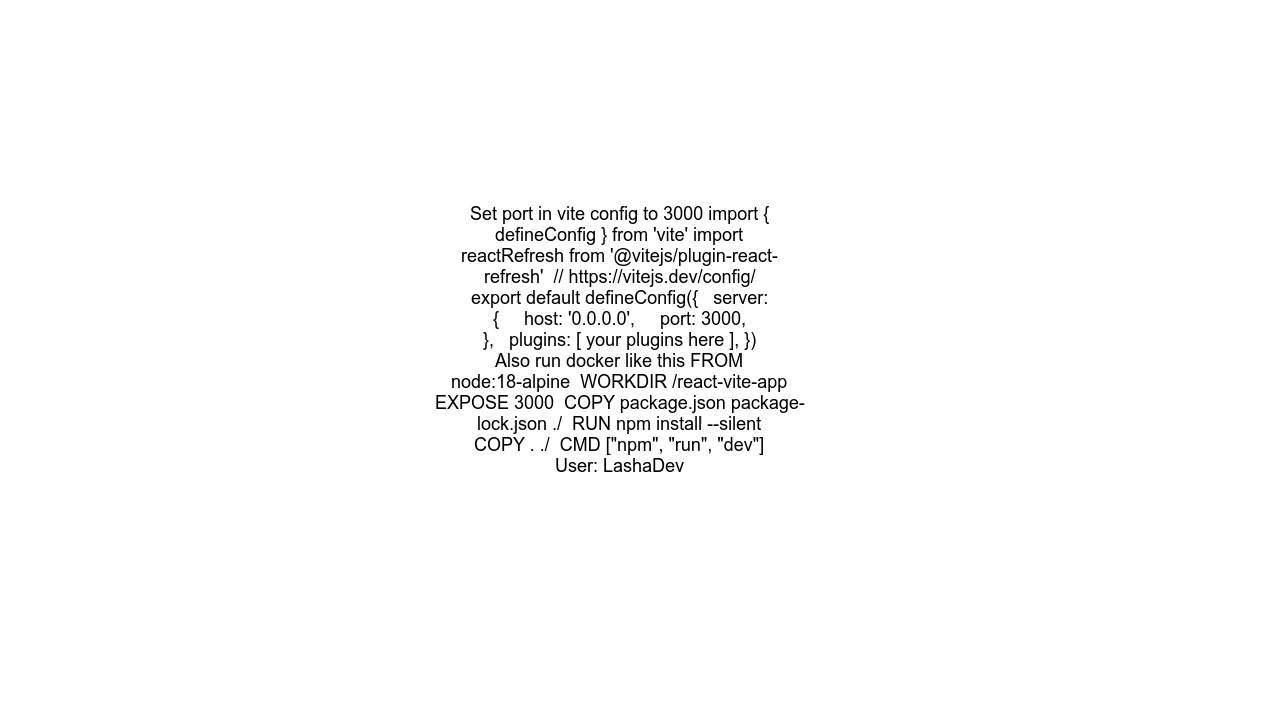 Set port in vite config to 3000 import {
defineConfig } from 'vite' import
reactRefresh from '@vitejs/plugin-react-
refresh'  // https://vitejs.dev/config/
export default defineConfig({   server:
{     host: '0.0.0.0',     port: 3000,
},   plugins: [ your plugins here ], })
Also run docker like this FROM
node:18-alpine  WORKDIR /react-vite-app
EXPOSE 3000  COPY package.json package-
lock.json ./  RUN npm install --silent
COPY . ./  CMD ["npm", "run", "dev"]
User: LashaDev